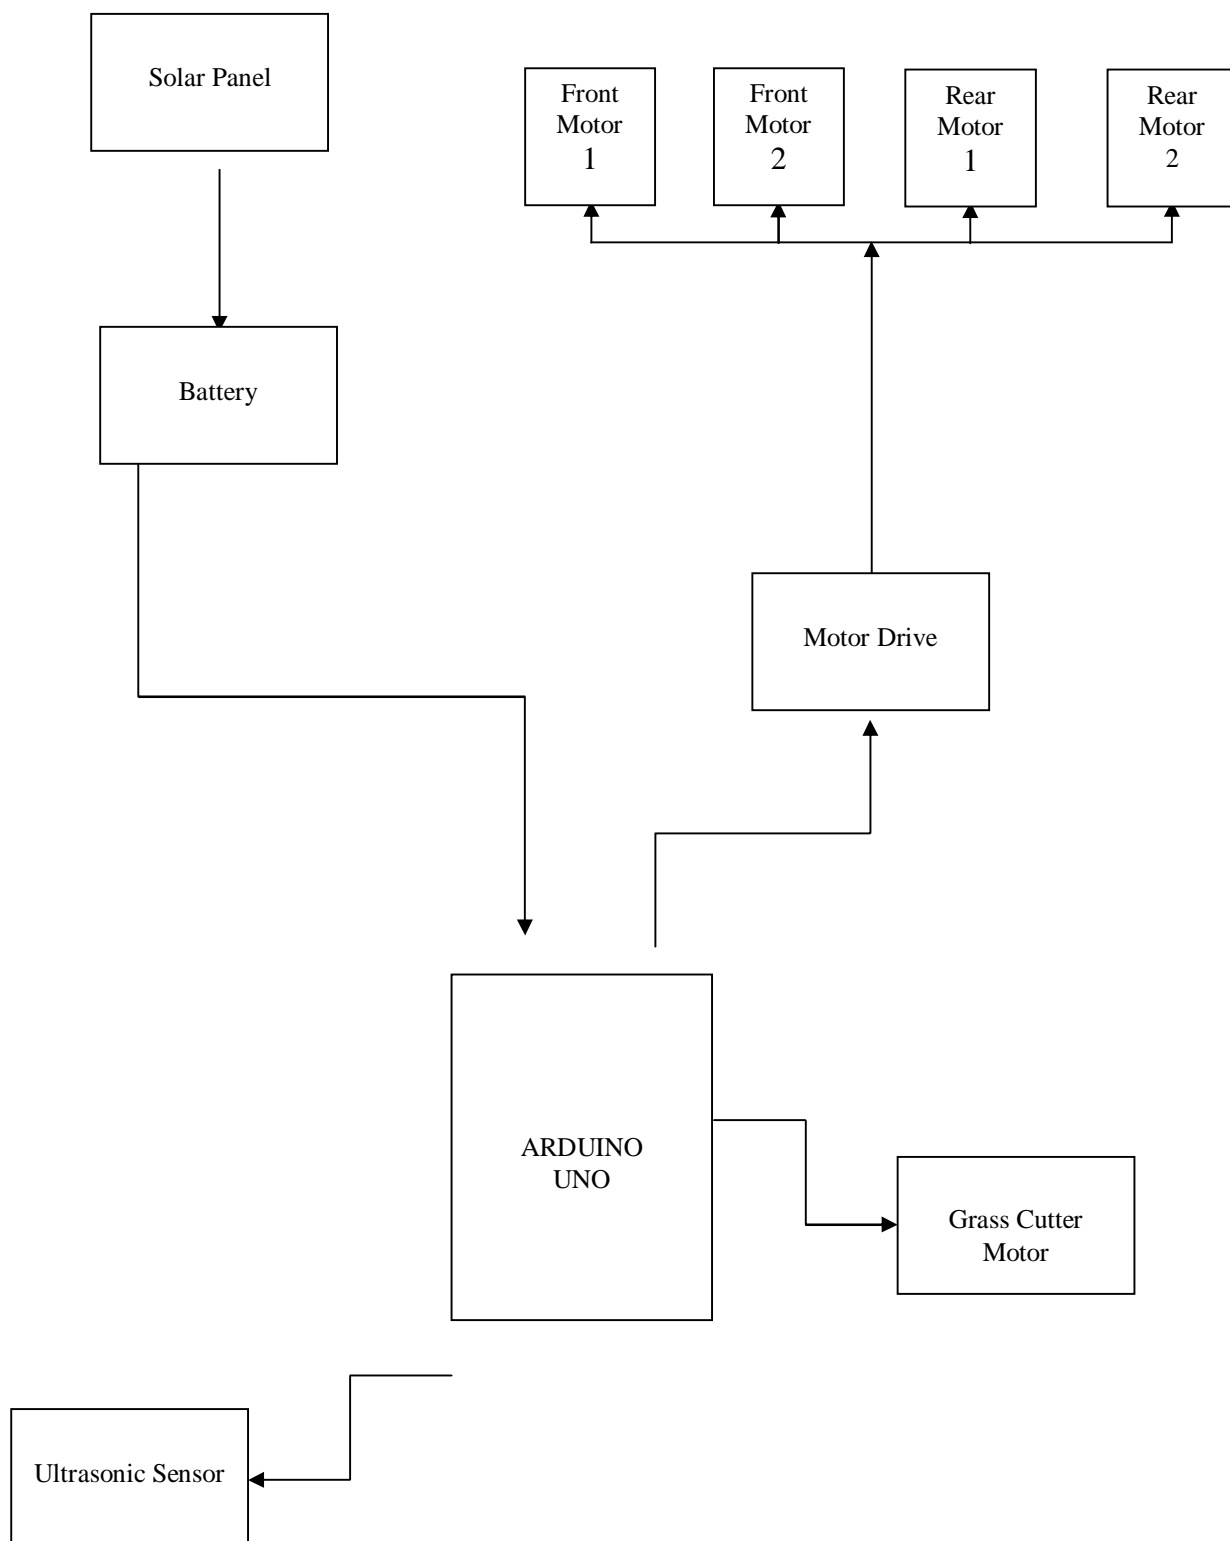 Solar Panel
Front
Motor
1
Front
Motor
2
Rear
Motor
1
Rear
Motor
2
Battery
Motor Drive
ARDUINO
UNO
Grass Cutter
Motor
Ultrasonic Sensor